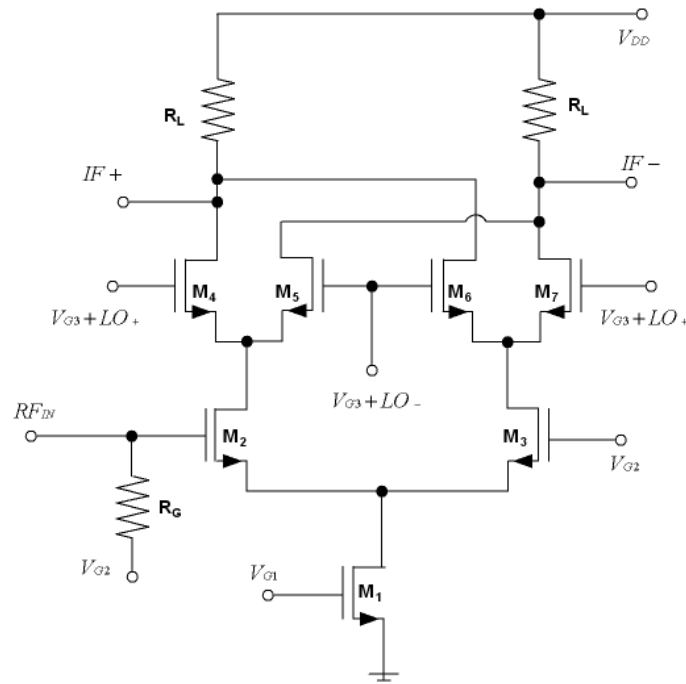 V_DD
R_L
R_L
IF +
IF −
M_4
M_5
M_6
M_7
V_G3+LO_+
V_G3+LO_+
V_G3+LO_−
RF_IN
M_2
M_3
V_G2
R_G
V_G2
V_G1
M_1